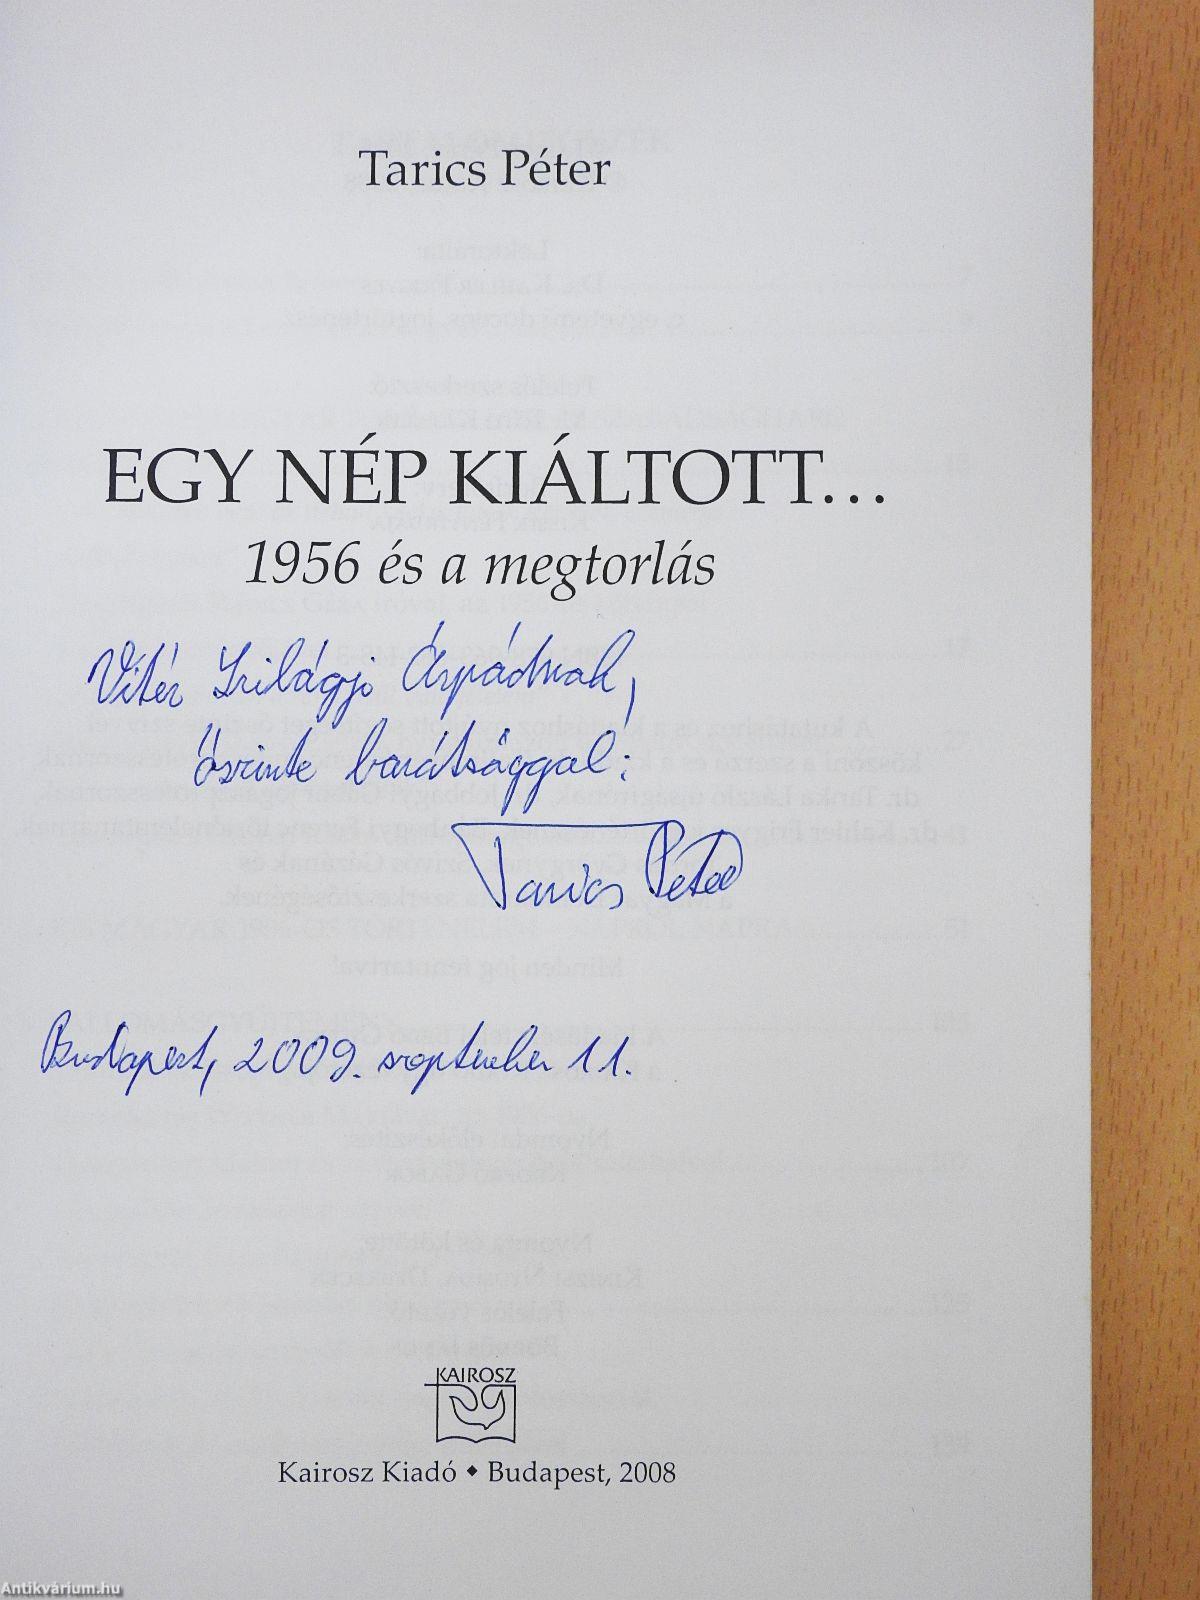 Tarics Péter
EGY NÉP KIÁLTOTT...
1956 és a megtorlás
Vitéz Szilágyi Árpádnak,
őszinte barátsággal:
Tarics Péter
Budapest, 2009. szeptember 11.
KAIROSZ
Kairosz Kiadó ◆ Budapest, 2008
Antikvárium.hu